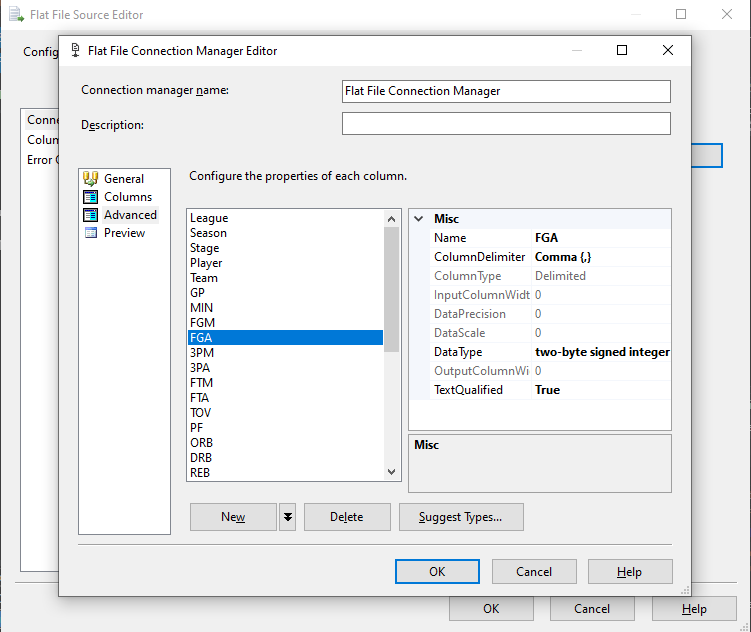 Flat File Source Editor
Config
Flat File Connection Manager Editor
Connection manager name:
Flat File Connection Manager
Description:
Conne
Colum
Error C
General
Columns
Advanced
Preview
Configure the properties of each column.
League
Season
Stage
Player
Team
GP
MIN
FGM
FGA
3PM
3PA
FTM
FTA
TOV
PF
ORB
DRB
REB
Misc
Name FGA
ColumnDelimiter Comma {,}
ColumnType Delimited
InputColumnWidt 0
DataPrecision 0
DataScale 0
DataType two-byte signed integer
OutputColumnWi 0
TextQualified True
Misc
New Delete Suggest Types...
OK Cancel Help
OK Cancel Help